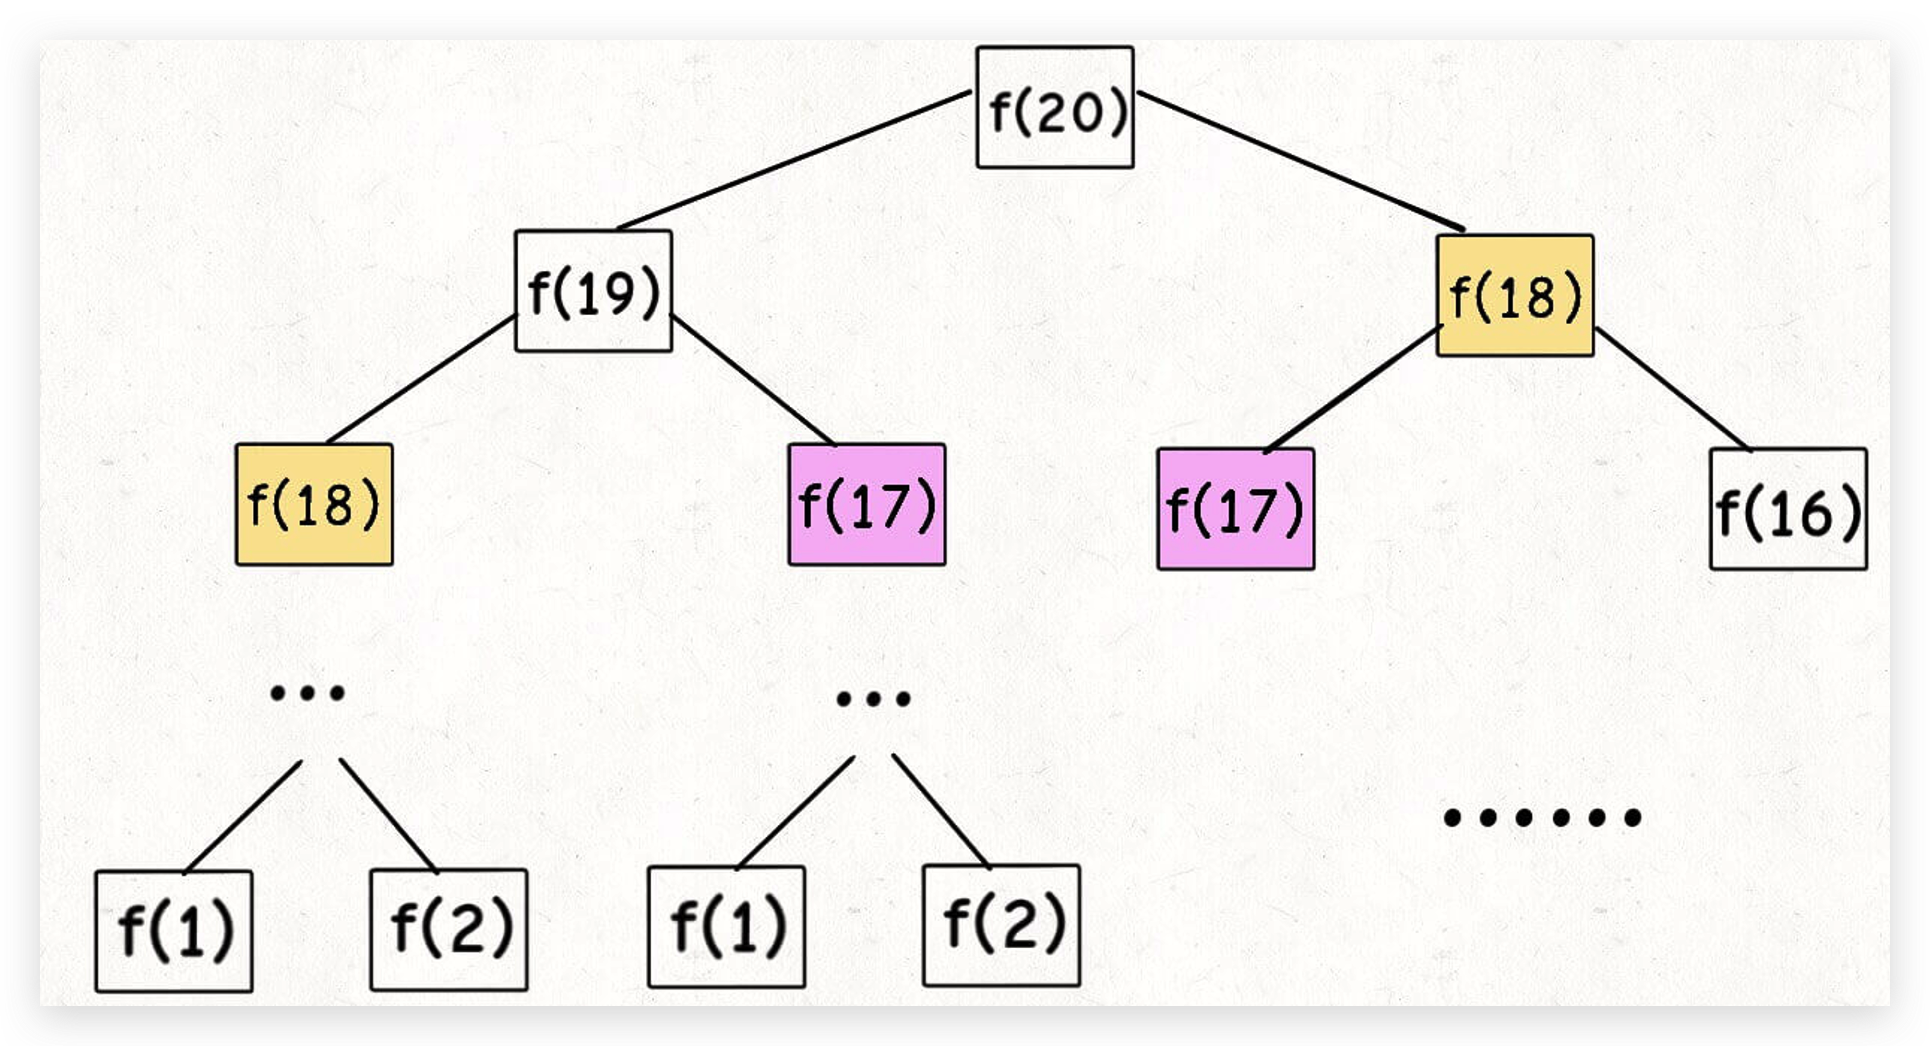 f(20)
f(19)
f(18)
f(18)
f(17)
f(17)
f(16)
...
...
......
f(1)
f(2)
f(1)
f(2)